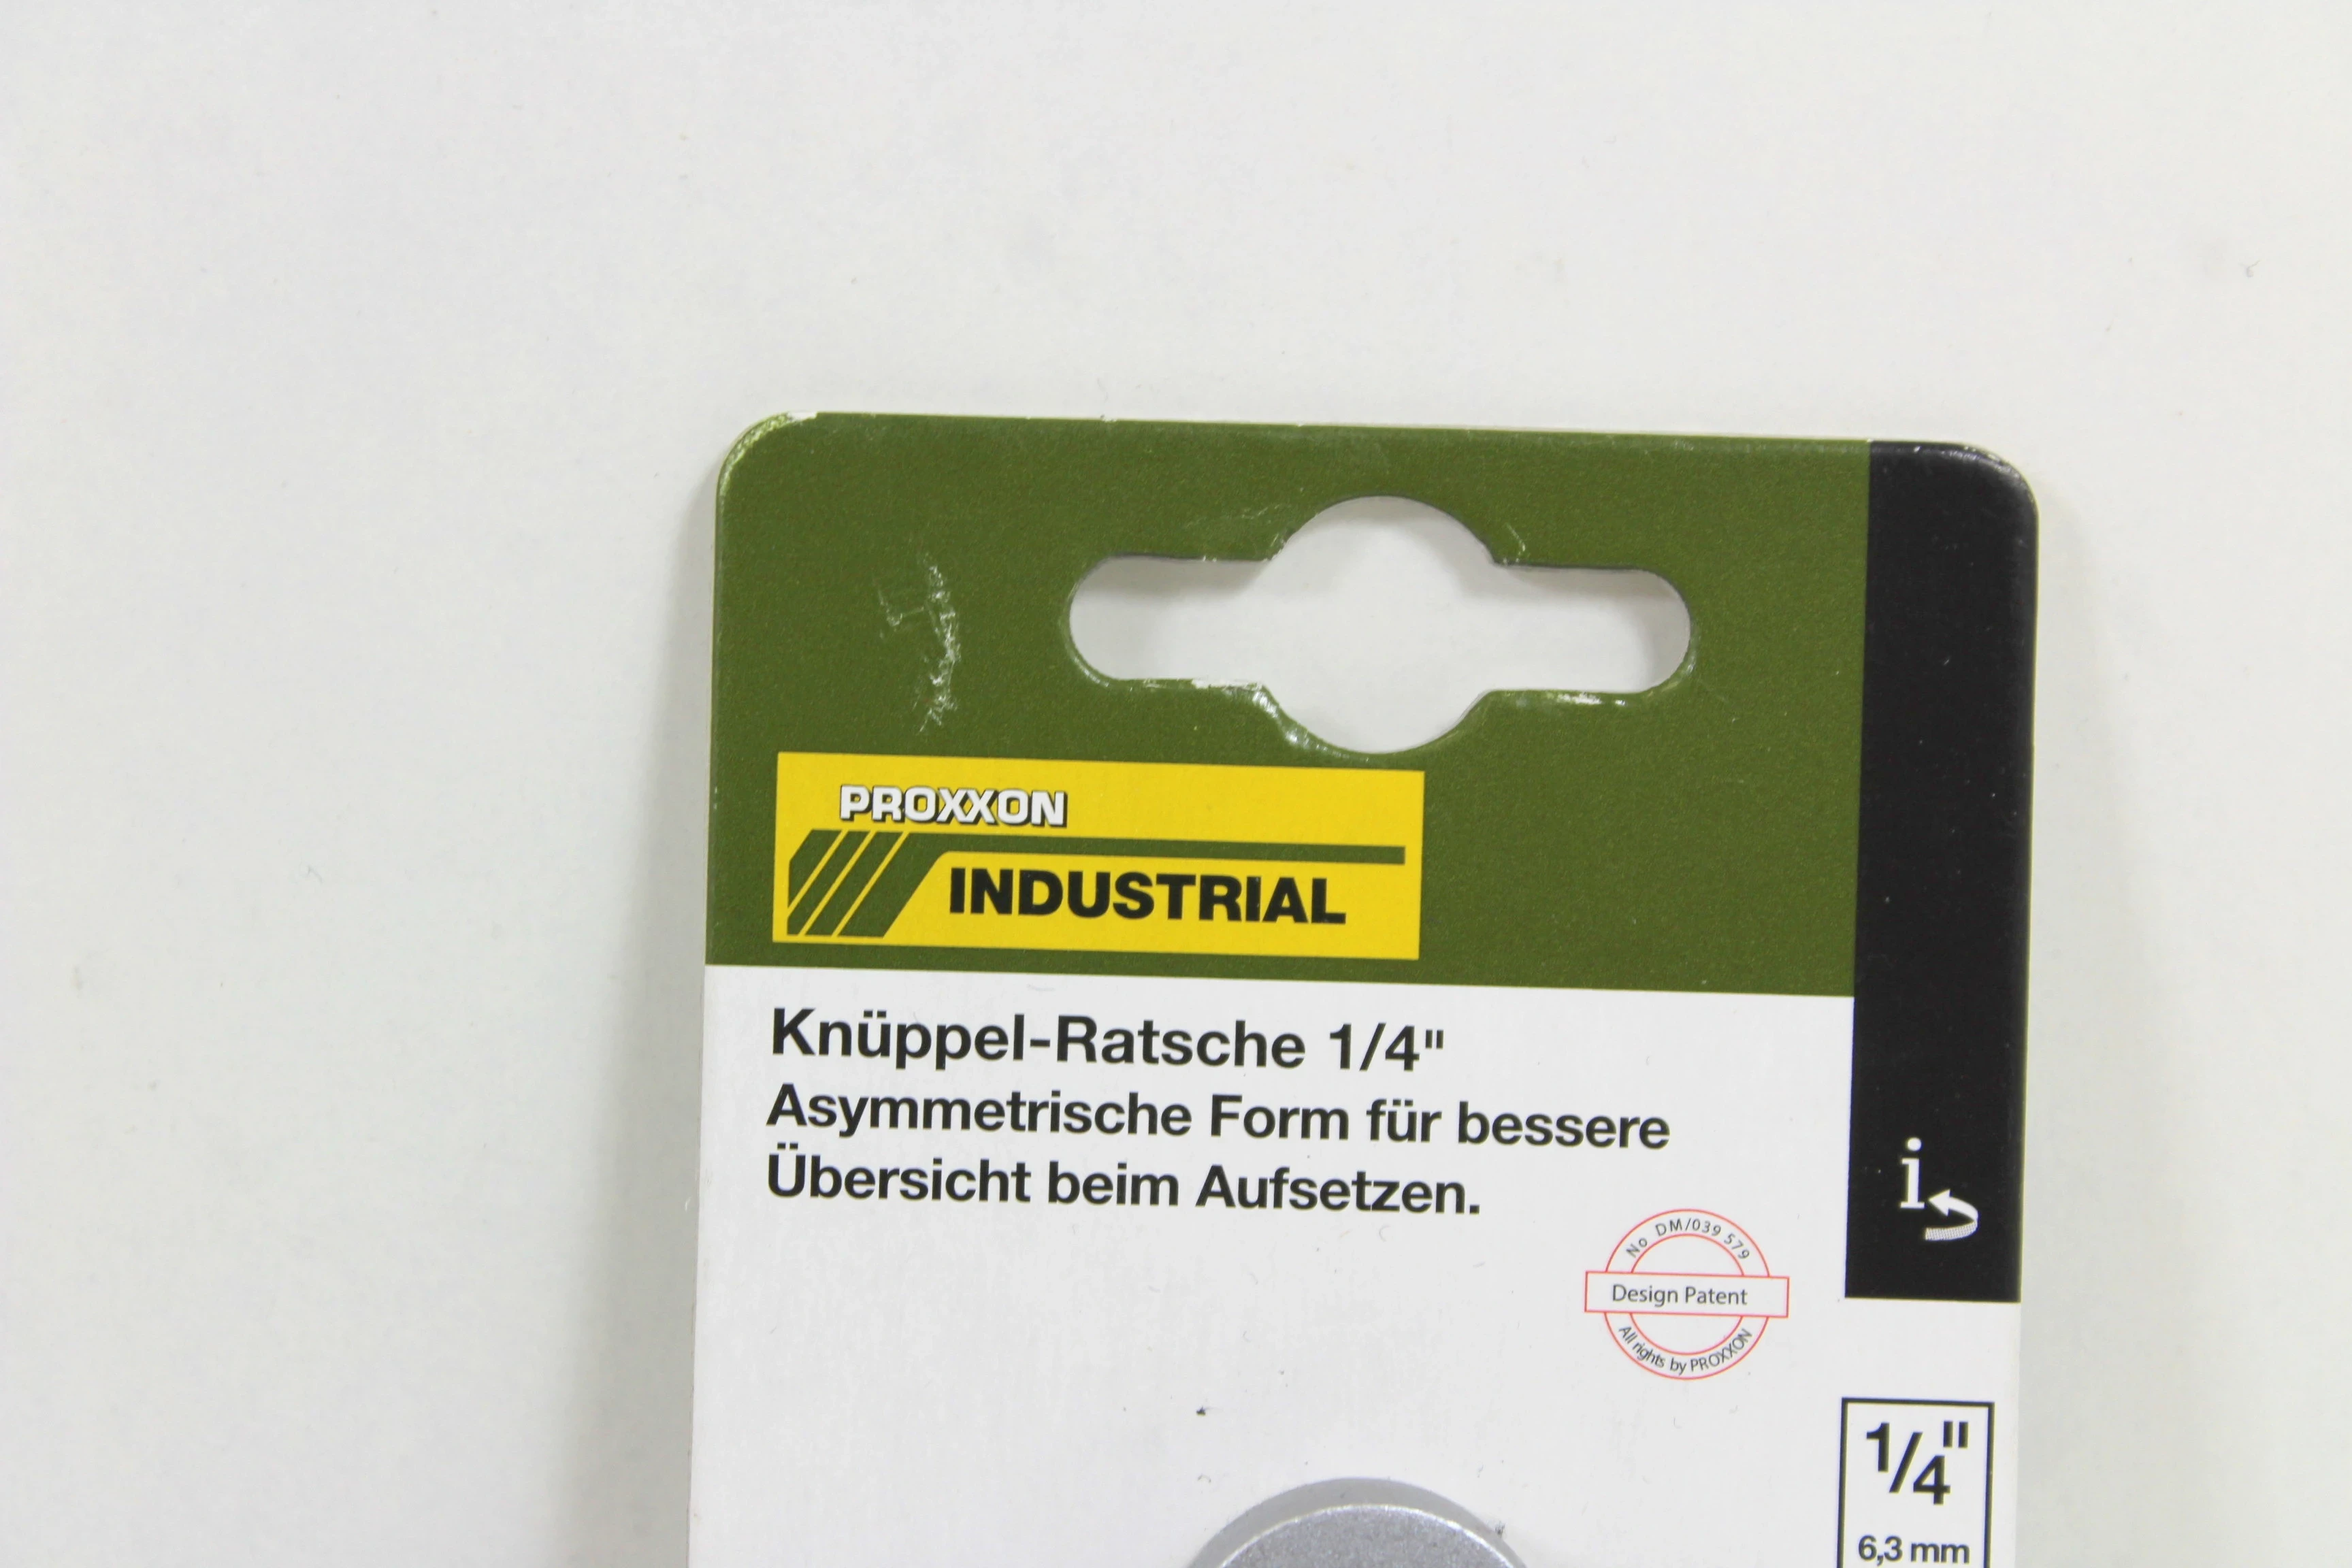 PROXXON
INDUSTRIAL
Knüppel-Ratsche 1/4"
Asymmetrische Form für bessere
Übersicht beim Aufsetzen.
i
No DM/039 579
Design Patent
All rights by PROXXON
1/4"
6,3 mm